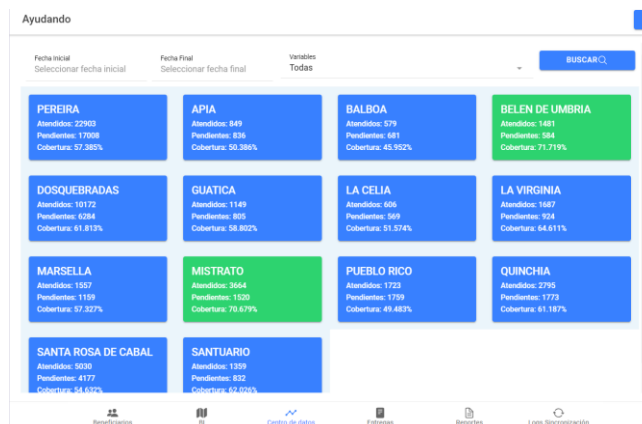 Ayudando
Fecha Inicial
Seleccionar fecha inicial
Fecha Final
Seleccionar fecha final
Variables
Todas
BUSCAR
PEREIRA
Atendidos: 22903
Pendientes: 17008
Cobertura: 57.385%
APIA
Atendidos: 849
Pendientes: 836
Cobertura: 50.386%
BALBOA
Atendidos: 579
Pendientes: 681
Cobertura: 45.952%
BELEN DE UMBRIA
Atendidos: 1481
Pendientes: 584
Cobertura: 71.719%
DOSQUEBRADAS
Atendidos: 10172
Pendientes: 6284
Cobertura: 61.813%
GUATICA
Atendidos: 1149
Pendientes: 805
Cobertura: 58.802%
LA CELIA
Atendidos: 606
Pendientes: 569
Cobertura: 51.574%
LA VIRGINIA
Atendidos: 1687
Pendientes: 924
Cobertura: 64.611%
MARSELLA
Atendidos: 1557
Pendientes: 1159
Cobertura: 57.327%
MISTRATO
Atendidos: 3664
Pendientes: 1520
Cobertura: 70.679%
PUEBLO RICO
Atendidos: 1723
Pendientes: 1759
Cobertura: 49.483%
QUINCHIA
Atendidos: 2795
Pendientes: 1773
Cobertura: 61.187%
SANTA ROSA DE CABAL
Atendidos: 5030
Pendientes: 4177
Cobertura: 54.632%
SANTUARIO
Atendidos: 1359
Pendientes: 832
Cobertura: 62.026%
Beneficiarios
BI
Centro de datos
Entregas
Reportes
Logs Sincronización